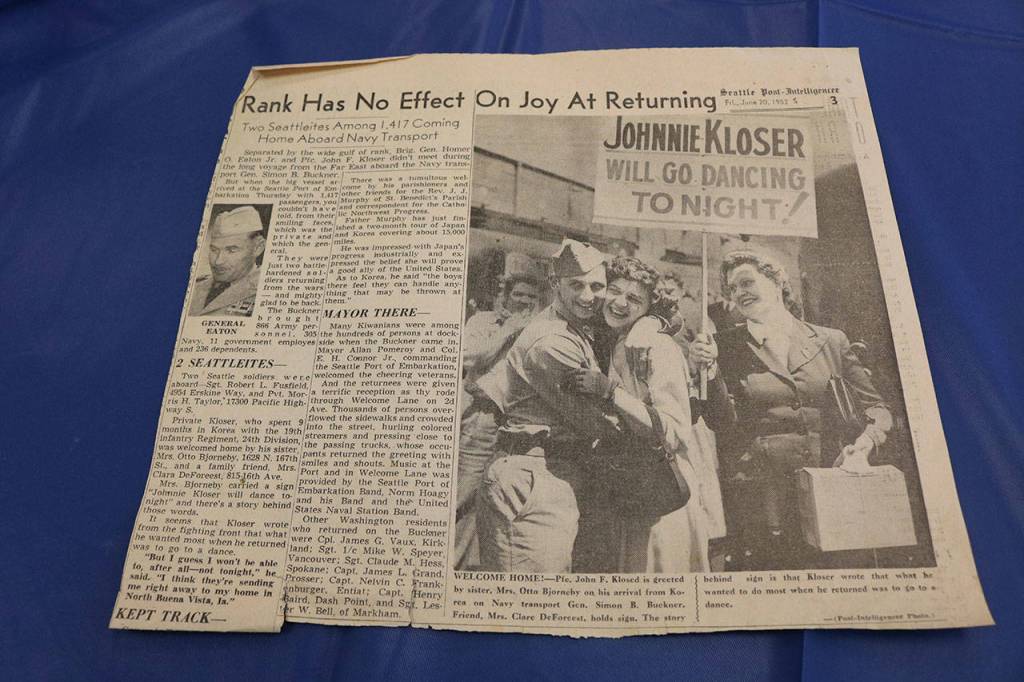 Rank Has No Effect On Joy At Returning
Seattle Post-Intelligencer
Fri., June 20, 1952 S 3
Two Seattleites Among 1,417 Coming
Home Aboard Navy Transport
Separated by the wide gulf of rank, Brig. Gen. Homer
O. Eaton Jr. and Pfc. John F. Kloser didn't meet during
the long voyage from the Far East aboard the Navy trans-
port Gen. Simon B. Buckner.
But when the big vessel ar-
rived at the Seattle Port of Em-
barkation Thursday with 1,417
passengers, you
couldn't have
told, from their
smiling faces,
which was the
private and
which the gen-
eral.
They were
just two battle-
hardened sol-
diers returning
from the wars
— and mighty
glad to be back.
The Buckner
brought
866 Army per-
sonnel, 305
GENERAL
EATON
Navy, 11 government employes
and 236 dependents.
2 SEATTLEITES—
Two Seattle soldiers were
aboard—Sgt. Robert L. Fusfield,
4954 Erskine Way, and Pvt. Mor-
ris H. Taylor, 17300 Pacific High-
way S.
Private Kloser, who spent 9
months in Korea with the 19th
Infantry Regiment, 24th Division,
was welcomed home by his sister,
Mrs. Otto Bjorneby, 1628 N. 167th
St., and a family friend, Mrs.
Clara DeForeest, 815 16th Ave.
Mrs. Bjorneby carried a sign
"Johnie Kloser will dance to-
night" and there's a story behind
those words.
It seems that Kloser wrote
from the fighting front that what
he wanted most when he returned
was to go to a dance.
"But I guess I won't be able
to, after all—not tonight," he
said. "I think they're sending
me right away to my home in
North Buena Vista, Ia."
KEPT TRACK—
There was a tumultous wel-
come by his parishioners and
other friends for the Rev. J. J.
Murphy of St. Benedict's Parish
and correspondent for the Catho-
lic Northwest Progress.
Father Murphy has just fin-
ished a two-month tour of Japan
and Korea covering about 15,000
miles.
He was impressed with Japan's
progress industrially and ex-
pressed the belief she will prove
a good ally of the United States.
As to Korea, he said "the boys
there feel they can handle any-
thing that may be thrown at
them."
MAYOR THERE—
Many Kiwanians were among
the hundreds of persons at dock-
side when the Buckner came in.
Mayor Allan Pomeroy and Col.
E. H. Connor Jr., commanding
the Seattle Port of Embarkation,
welcomed the cheering veterans.
And the returnees were given
a terrific reception as thy rode
through Welcome Lane on 2d
Ave. Thousands of persons over-
flowed the sidewalks and crowded
into the street, hurling colored
streamers and pressing close to
the passing trucks, whose occu-
pants returned the greeting with
smiles and shouts. Music at the
Port and in Welcome Lane was
provided by the Seattle Port of
Embarkation Band, Norm Hoagy
and his Band and the United
States Naval Station Band.
Other Washington residents
who returned on the Buckner
were Cpl. James G. Vaux, Kirk-
land; Sgt. 1/c Mike W. Speyer,
Vancouver; Sgt. Claude M. Hess,
Spokane; Capt. James L. Grand,
Prosser; Capt. Nelvin C. Frank-
enburger, Entiat; Capt. Henry
Baird, Dash Point, and Sgt. Les-
ter W. Bell, of Markham.
JOHNNIE KLOSER
WILL GO DANCING
TO NIGHT!
WELCOME HOME!—Pfc. John F. Klosed is greeted
by sister, Mrs. Otto Bjorneby on his arrival from Ko-
rea on Navy transport Gen. Simon B. Buckner.
Friend, Mrs. Clare DeForeest, holds sign. The story
behind sign is that Kloser wrote that what he
wanted to do most when he returned was to go to a
dance.
—(Post-Intelligencer Photo.)